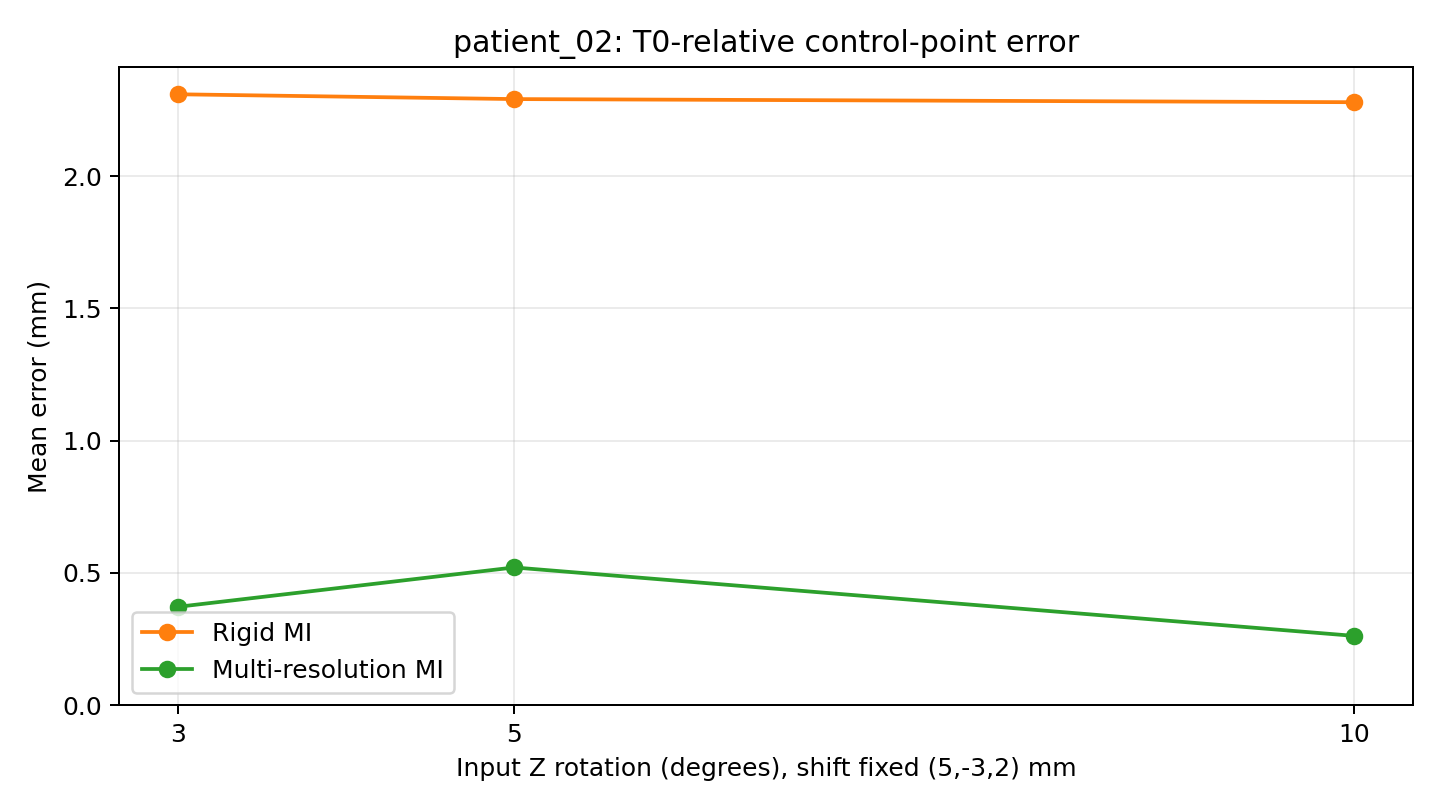 patient_02: T0-relative control-point error
Mean error (mm)
2.0
1.5
1.0
0.5
0.0
Rigid MI
Multi-resolution MI
3 5 10
Input Z rotation (degrees), shift fixed (5,-3,2) mm